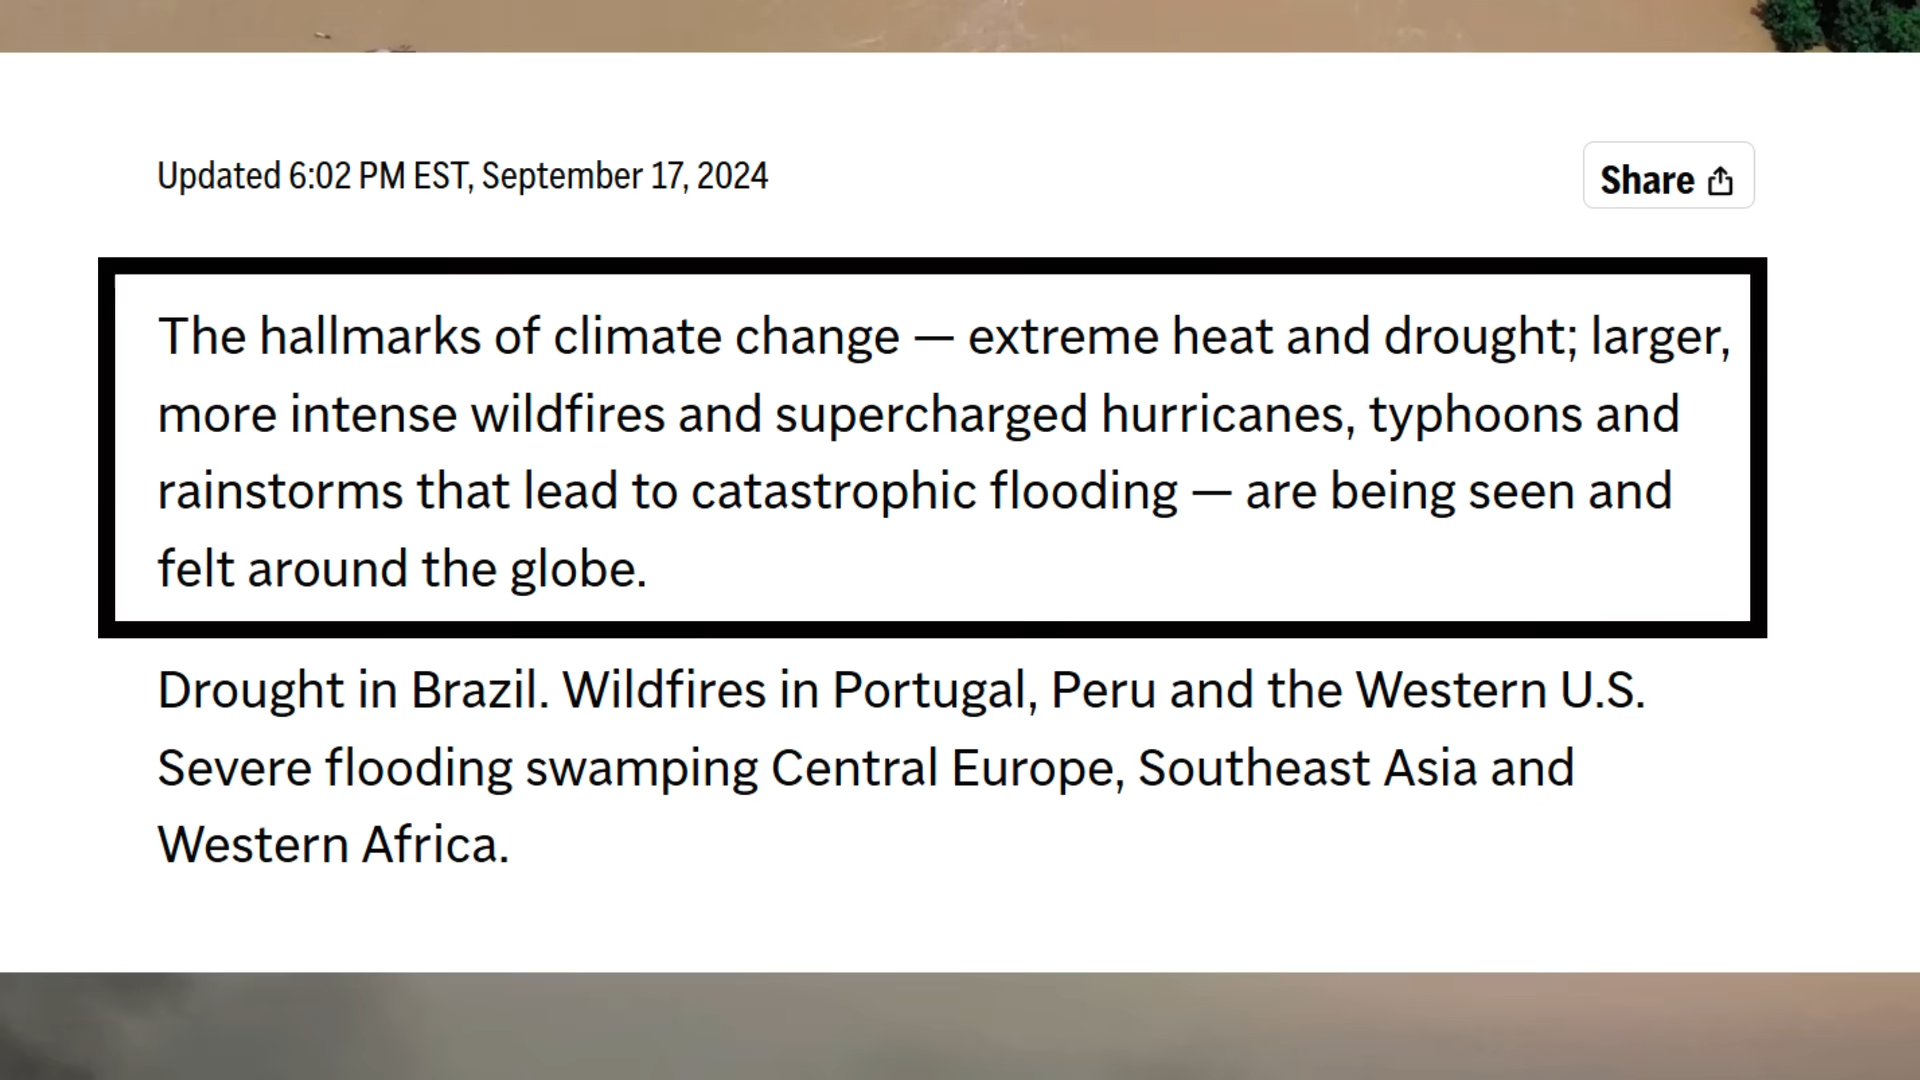 Updated 6:02 PM EST, September 17, 2024
Share
The hallmarks of climate change — extreme heat and drought; larger,
more intense wildfires and supercharged hurricanes, typhoons and
rainstorms that lead to catastrophic flooding — are being seen and
felt around the globe.
Drought in Brazil. Wildfires in Portugal, Peru and the Western U.S.
Severe flooding swamping Central Europe, Southeast Asia and
Western Africa.